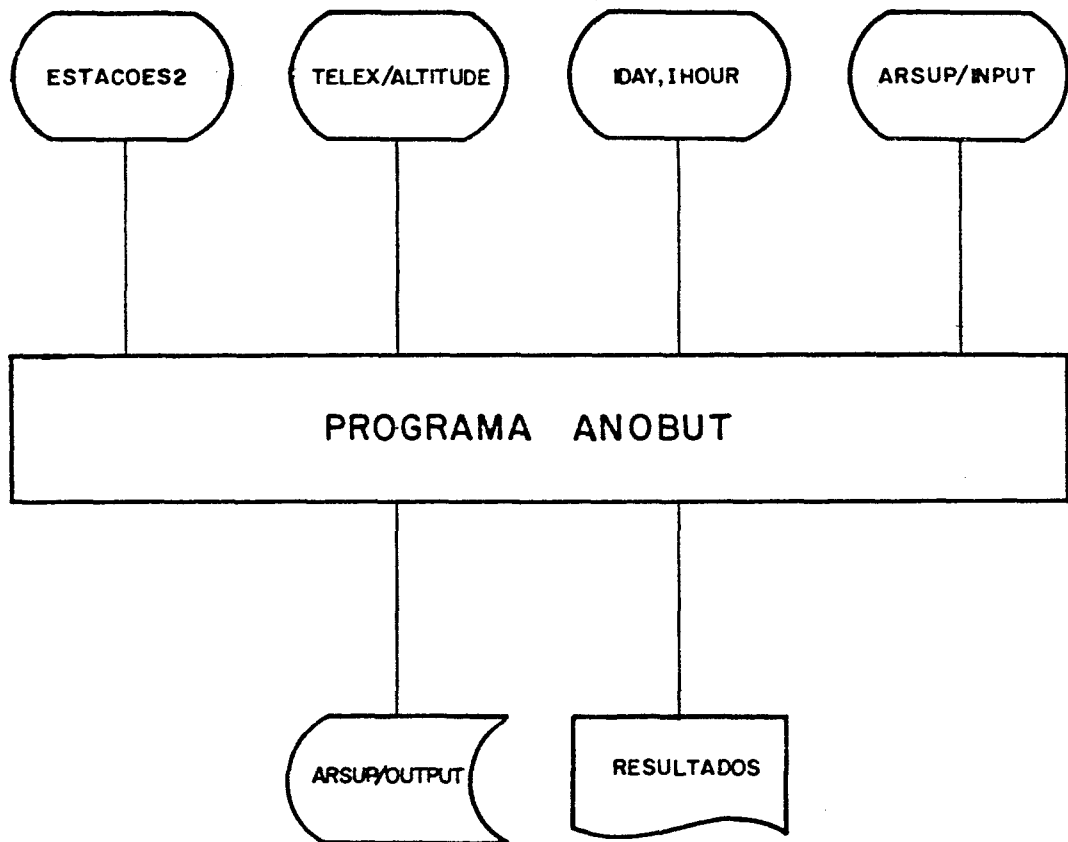 ESTACOES2
TELEX/ALTITUDE
IDAY, IHOUR
ARSUP/INPUT
PROGRAMA ANOBUT
ARSUP/OUTPUT
RESULTADOS